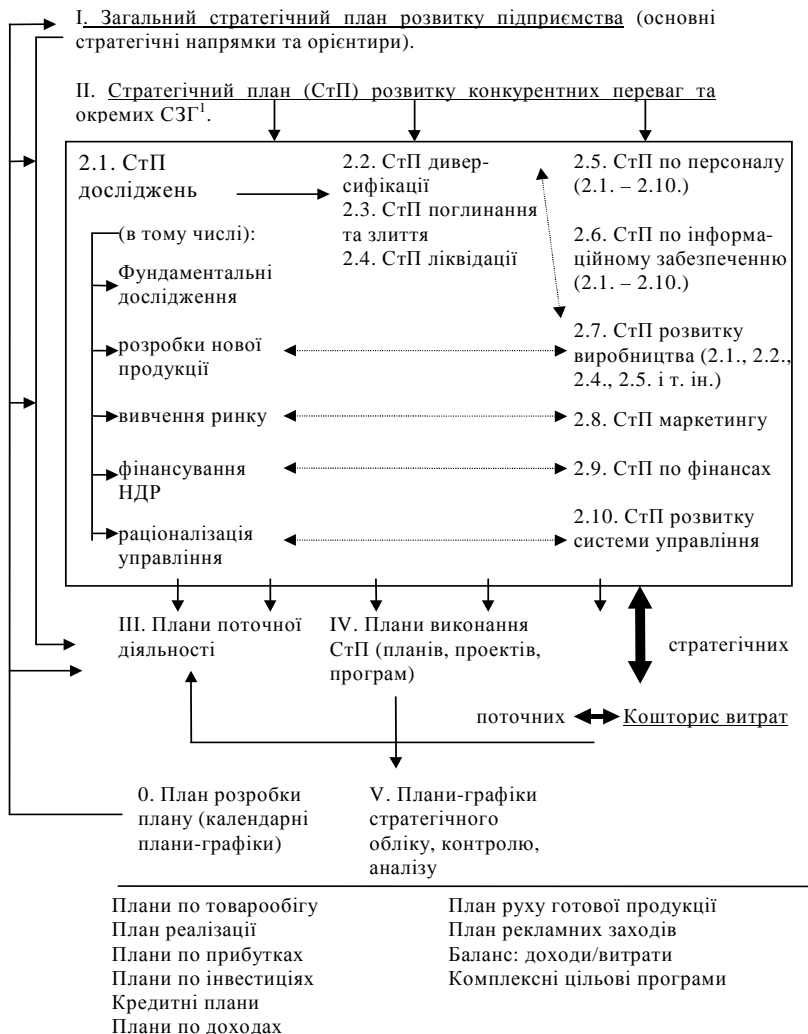 І. Загальний стратегічний план розвитку підприємства (основні
стратегічні напрямки та орієнтири).
ІІ. Стратегічний план (СтП) розвитку конкурентних переваг та
окремих СЗГ¹.
2.1. СтП
досліджень
(в тому числі):
Фундаментальні
дослідження
розробки нової
продукції
вивчення ринку
фінансування
НДР
раціоналізація
управління
2.2. СтП дивер-
сифікації
2.3. СтП поглинання
та злиття
2.4. СтП ліквідації
2.5. СтП по персоналу
(2.1. – 2.10.)
2.6. СтП по інформа-
ційному забезпеченню
(2.1. – 2.10.)
2.7. СтП розвитку
виробництва (2.1., 2.2.,
2.4., 2.5. і т. ін.)
2.8. СтП маркетингу
2.9. СтП по фінансах
2.10. СтП розвитку
системи управління
ІІІ. Плани поточної
діяльності
IV. Плани виконання
СтП (планів, проектів,
програм)
стратегічних
поточних
Кошторис витрат
0. План розробки
плану (календарні
плани-графіки)
V. Плани-графіки
стратегічного
обліку, контролю,
аналізу
Плани по товарообігу
План реалізації
Плани по прибутках
Плани по інвестиціях
Кредитні плани
Плани по доходах
План руху готової продукції
План рекламних заходів
Баланс: доходи/витрати
Комплексні цільові програми